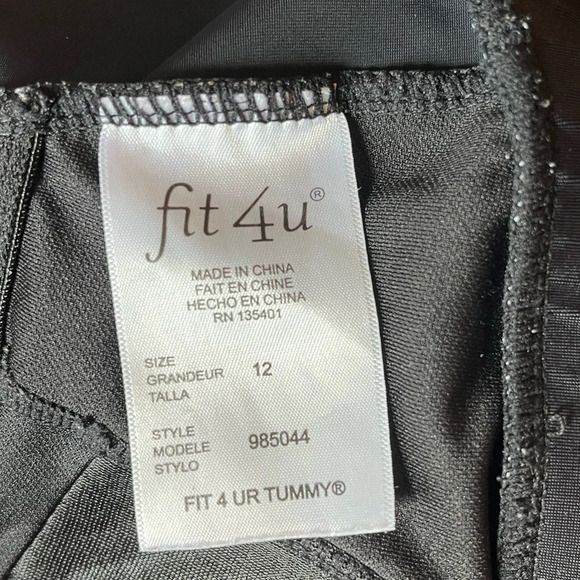 fit 4u®
MADE IN CHINA
FAIT EN CHINE
HECHO EN CHINA
RN 135401
SIZE
GRANDEUR 12
TALLA
STYLE
MODELE 985044
STYLO
FIT 4 UR TUMMY®